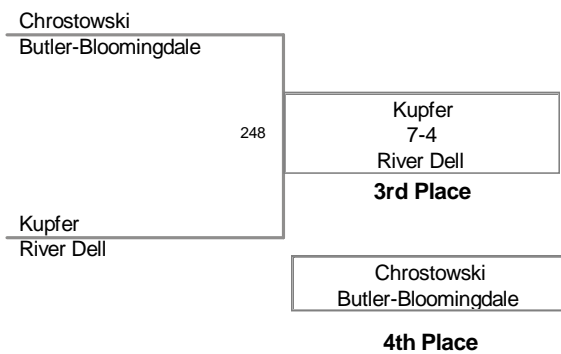 Chrostowski
Butler-Bloomingdale
248
Kupfer
7-4
River Dell
3rd Place
Kupfer
River Dell
Chrostowski
Butler-Bloomingdale
4th Place